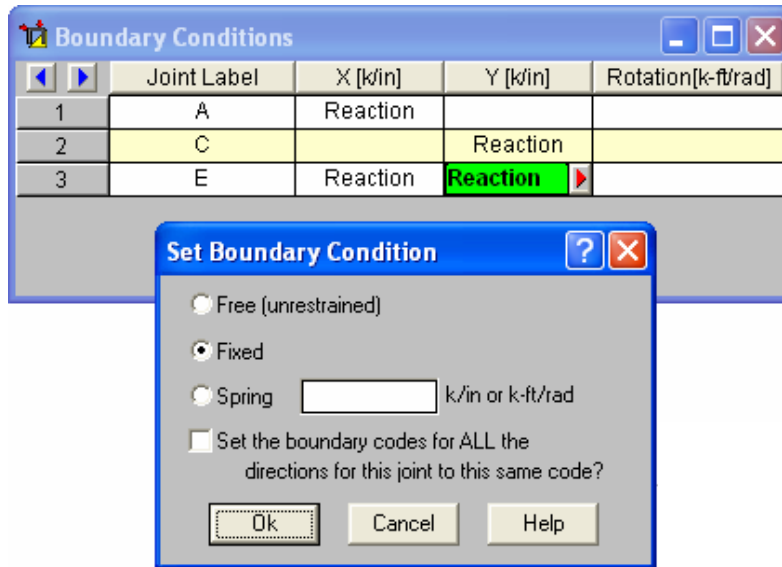 Boundary Conditions
Joint Label X [k/in] Y [k/in] Rotation[k-ft/rad]
1 A Reaction
2 C Reaction
3 E Reaction Reaction
Set Boundary Condition
Free (unrestrained)
Fixed
Spring k/in or k-ft/rad
Set the boundary codes for ALL the
directions for this joint to this same code?
Ok Cancel Help